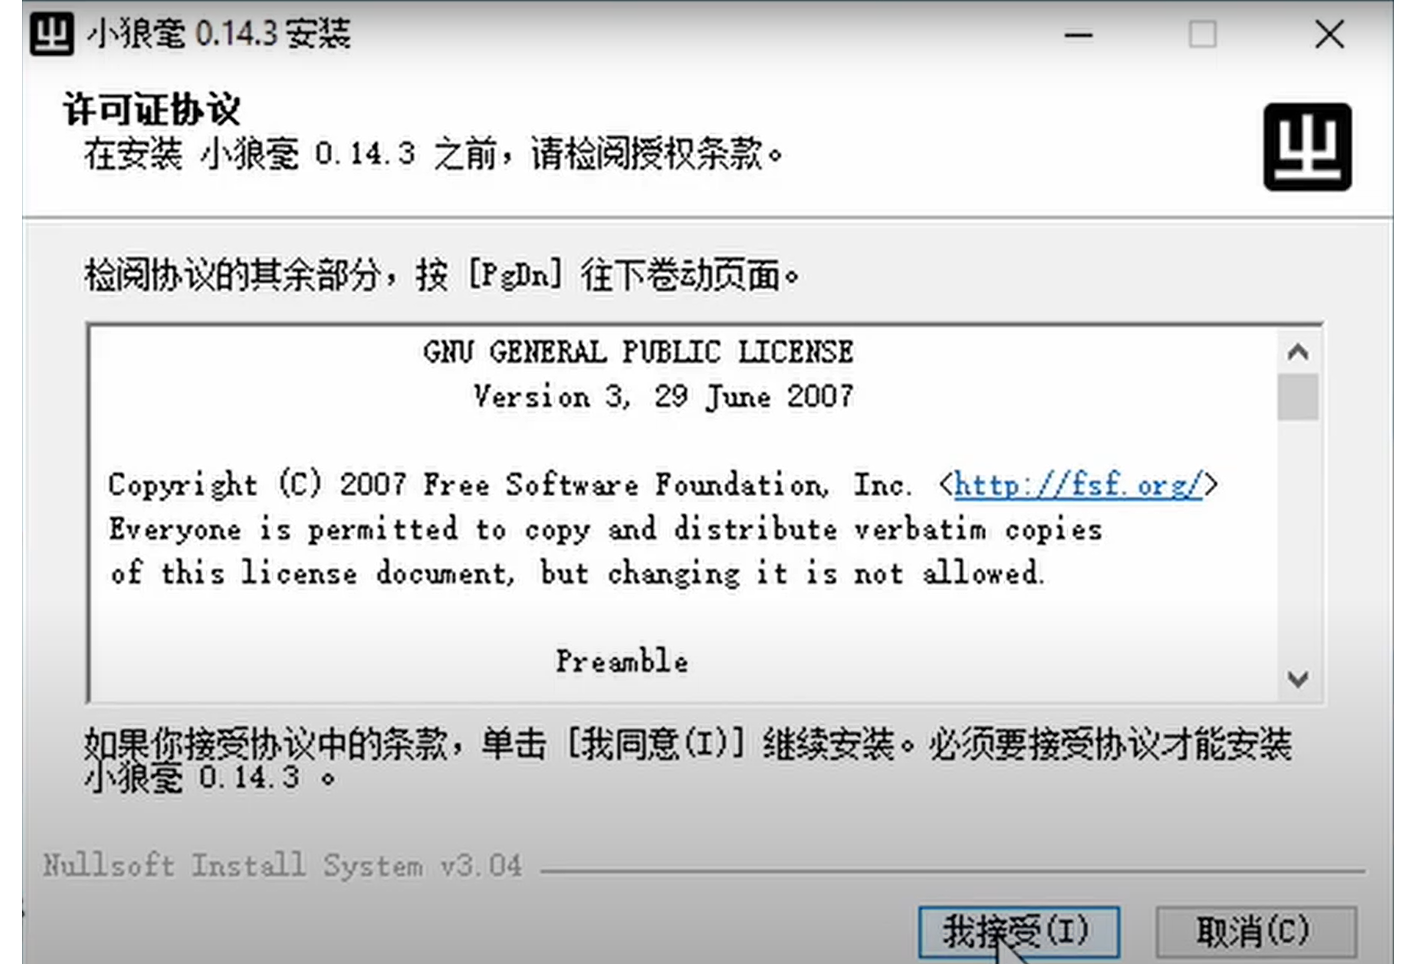 小狼毫 0.14.3 安装
许可证协议
在安装 小狼毫 0.14.3 之前，请检阅授权条款。
检阅协议的其余部分，按 [PgDn] 往下卷动页面。
GNU GENERAL PUBLIC LICENSE
Version 3, 29 June 2007
Copyright (C) 2007 Free Software Foundation, Inc. <http://fsf.org/>
Everyone is permitted to copy and distribute verbatim copies
of this license document, but changing it is not allowed.
Preamble
如果你接受协议中的条款，单击 [我同意(I)] 继续安装。必须要接受协议才能安装
小狼毫 0.14.3 。
Nullsoft Install System v3.04
我接受(I)
取消(C)